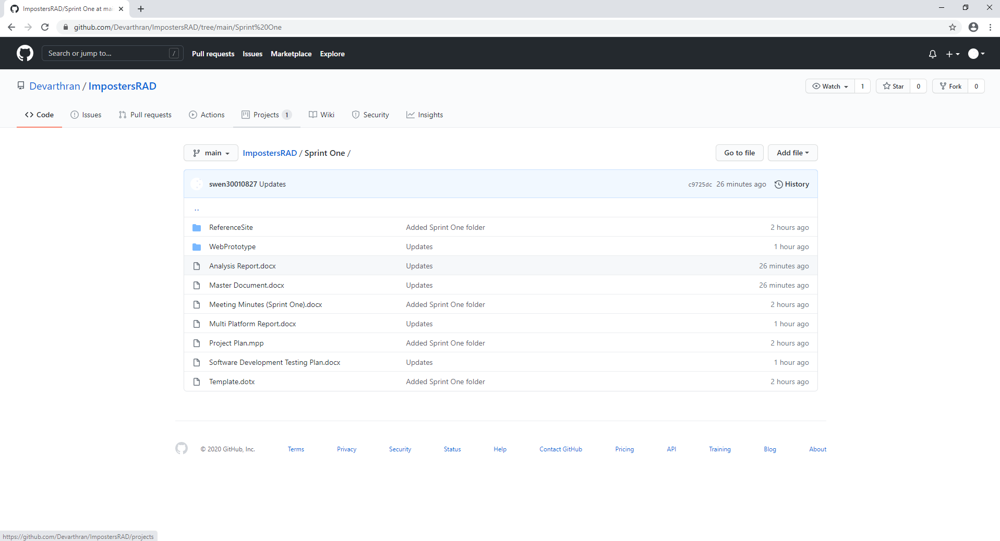 ImpostersRAD/Sprint One at mai
github.com/Devarthran/ImpostersRAD/tree/main/Sprint%20One
Search or jump to... / Pull requests Issues Marketplace Explore
Devarthran / ImpostersRAD Watch 1 Star 0 Fork 0
Code Issues Pull requests Actions Projects 1 Wiki Security Insights
main ImpostersRAD / Sprint One / Go to file Add file
swen30010827 Updates c9725dc 26 minutes ago History
..
ReferenceSite Added Sprint One folder 2 hours ago
WebPrototype Updates 1 hour ago
Analysis Report.docx Updates 26 minutes ago
Master Document.docx Updates 26 minutes ago
Meeting Minutes (Sprint One).docx Added Sprint One folder 2 hours ago
Multi Platform Report.docx Updates 1 hour ago
Project Plan.mpp Added Sprint One folder 2 hours ago
Software Development Testing Plan.docx Updates 1 hour ago
Template.dotx Added Sprint One folder 2 hours ago
© 2020 GitHub, Inc. Terms Privacy Security Status Help Contact GitHub Pricing API Training Blog About
https://github.com/Devarthran/ImpostersRAD/projects